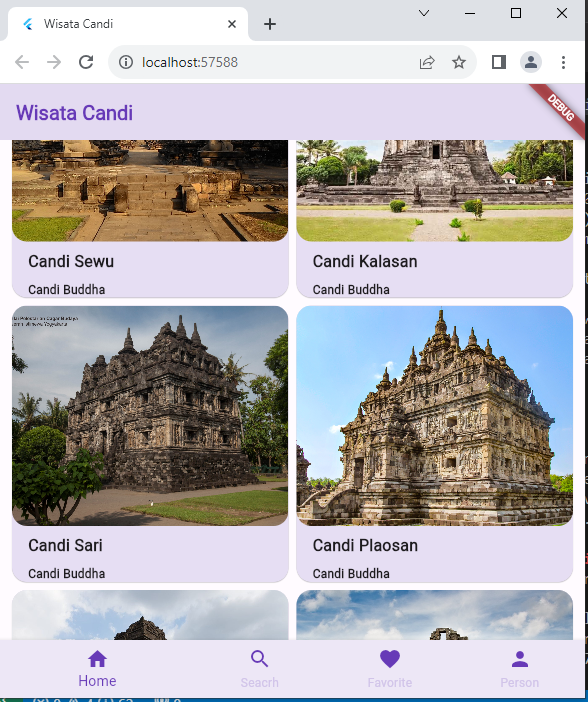 Wisata Candi
localhost:57588
DEBUG
Wisata Candi
Candi Sewu
Candi Kalasan
Candi Buddha
Candi Buddha
Candi Sari
Candi Plaosan
Candi Buddha
Candi Buddha
Home
Seacrh
Favorite
Person